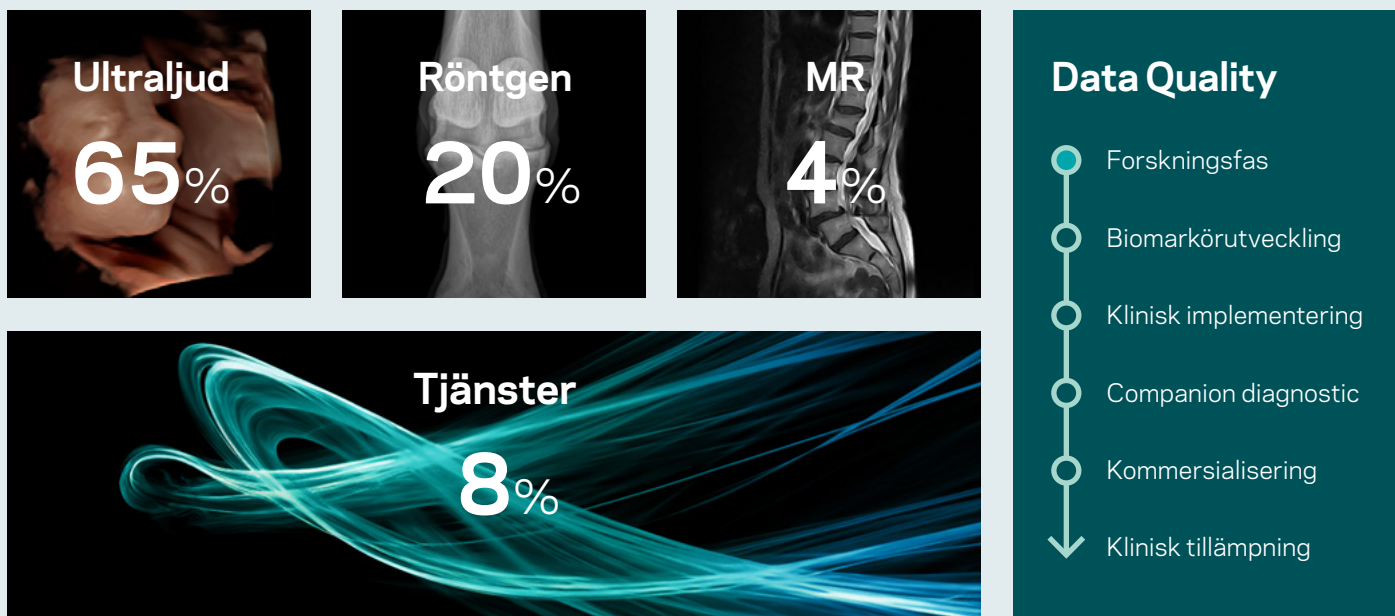 Ultraljud
65%
Röntgen
20%
MR
4%
Tjänster
8%
Data Quality
Forskningsfas
Biomarkörutveckling
Klinisk implementering
Companion diagnostic
Kommersialisering
Klinisk tillämpning